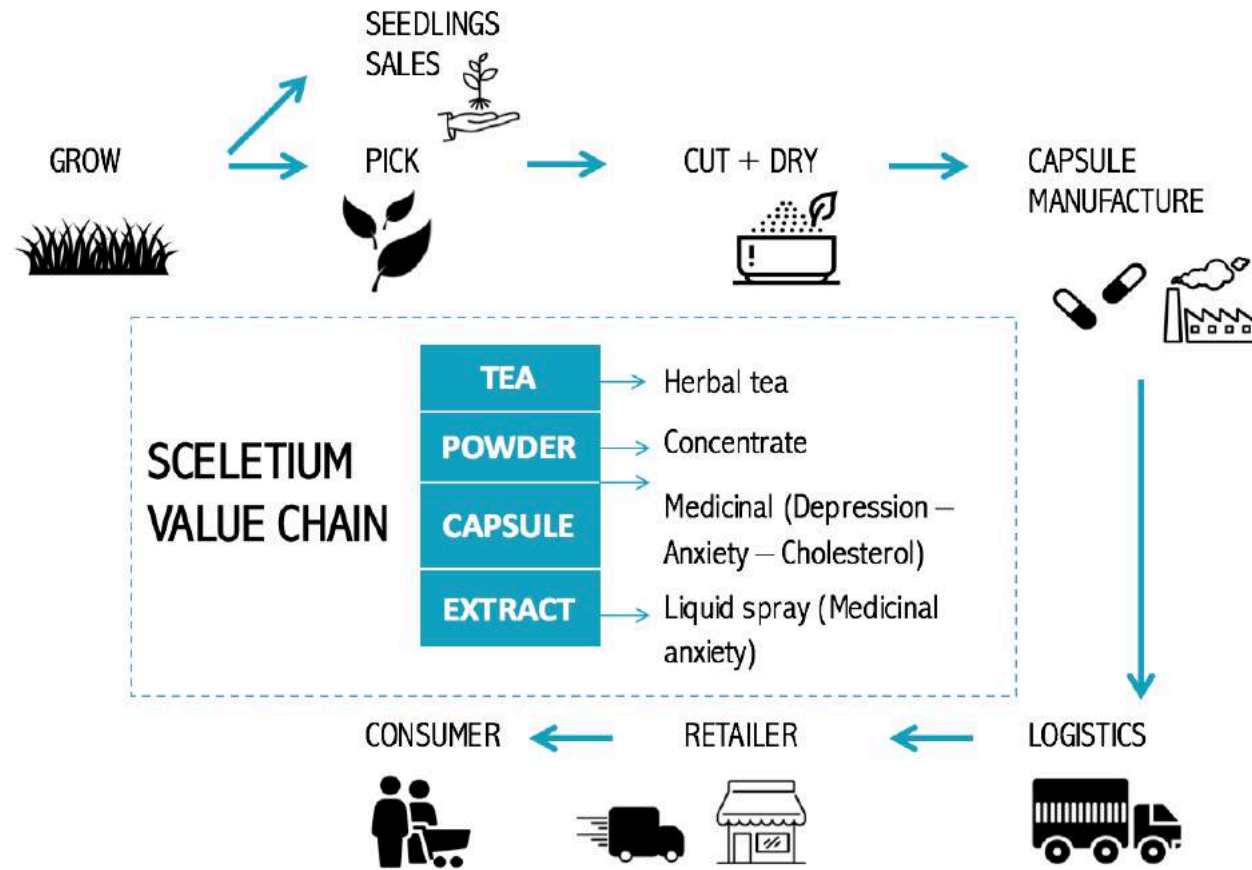 SEEDLINGS
SALES
GROW
PICK
CUT + DRY
CAPSULE
MANUFACTURE
SCELETIUM
VALUE CHAIN
TEA
Herbal tea
POWDER
Concentrate
CAPSULE
Medicinal (Depression –
Anxiety – Cholesterol)
EXTRACT
Liquid spray (Medicinal
anxiety)
CONSUMER
RETAILER
LOGISTICS